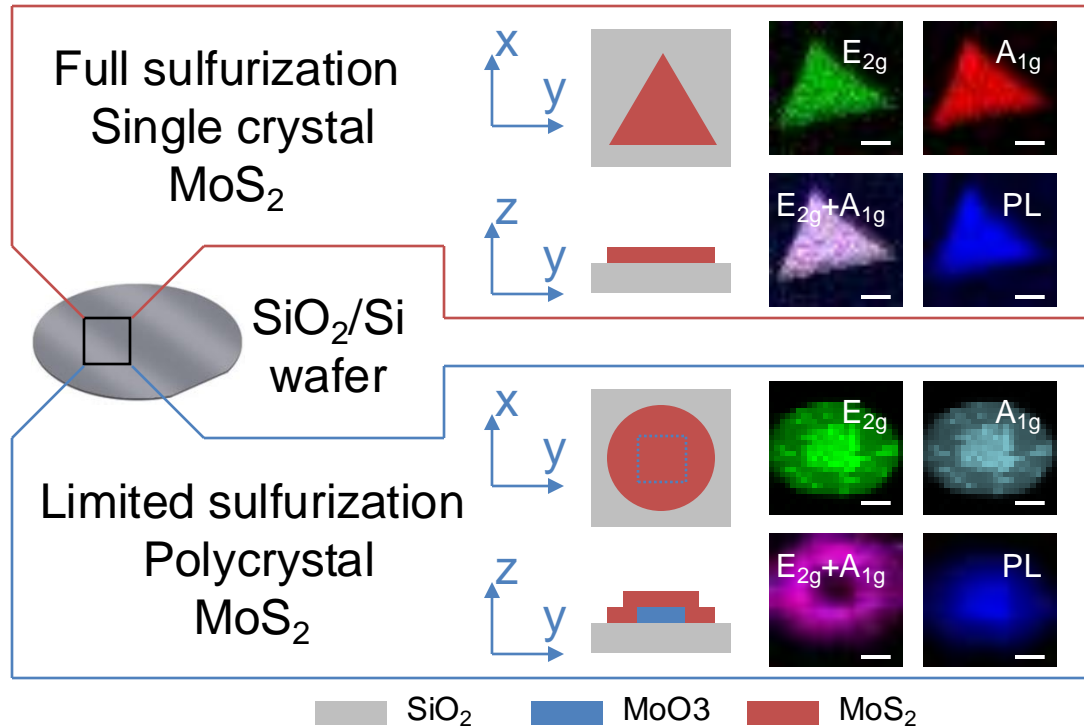 Full sulfurization
Single crystal
MoS₂
x
y
z
y
E₂g
A₁g
E₂g+A₁g
PL
SiO₂/Si
wafer
Limited sulfurization
Polycrystal
MoS₂
x
y
z
y
E₂g
A₁g
E₂g+A₁g
PL
SiO₂
MoO3
MoS₂